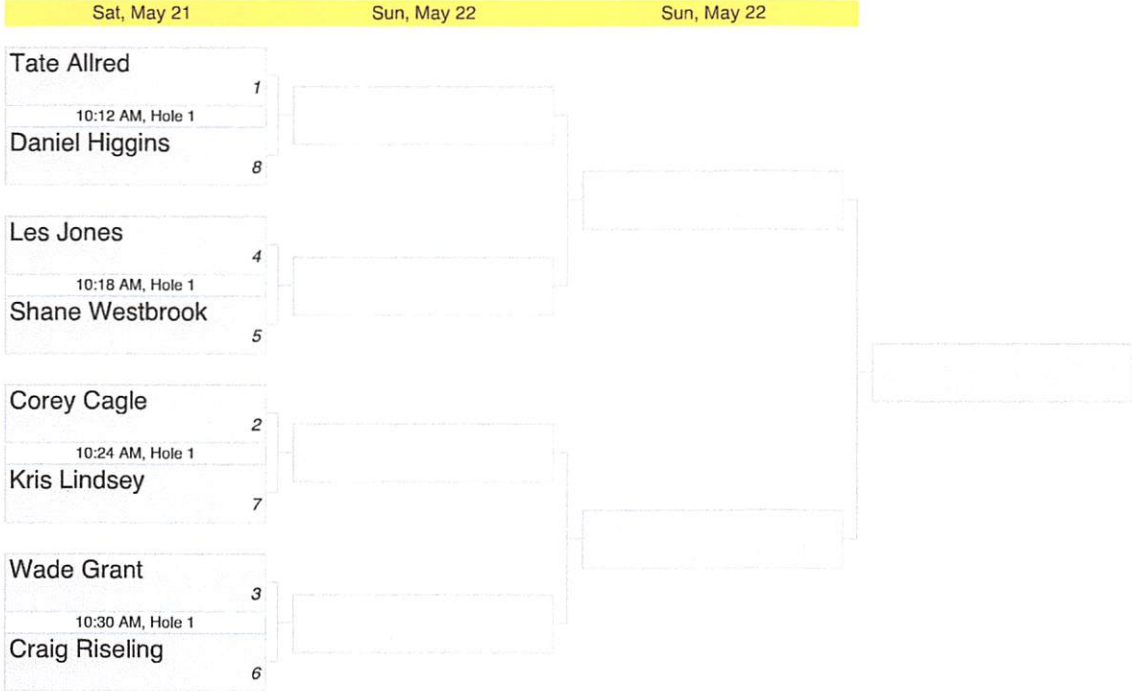 Sat, May 21 Sun, May 22 Sun, May 22
Tate Allred
1
10:12 AM, Hole 1
Daniel Higgins
8
Les Jones
4
10:18 AM, Hole 1
Shane Westbrook
5
Corey Cagle
2
10:24 AM, Hole 1
Kris Lindsey
7
Wade Grant
3
10:30 AM, Hole 1
Craig Riseling
6